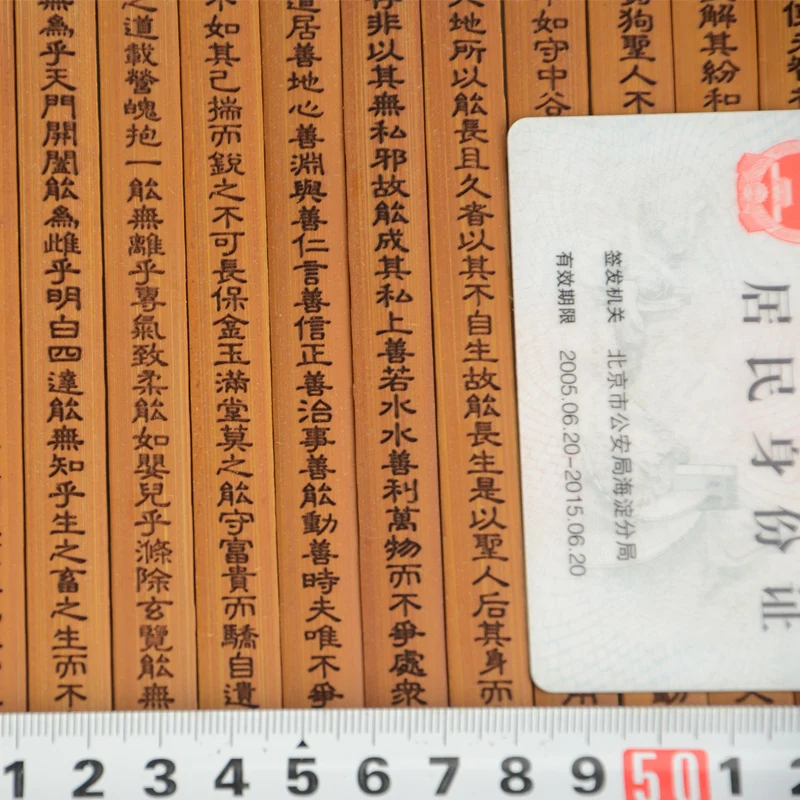 使夫智者
解其紛和
芻狗聖人不
不如守中谷
天地所以能長且久者以其不自生故能長生是以聖人后其身而
存非以其無私邪故能成其私上善若水水善利萬物而不爭處衆
道居善地心善淵與善仁言善信正善治事善能動善時夫唯不爭
不如其己揣而銳之不可長保金玉滿堂莫之能守富貴而驕自遺
之道載營魄抱一能無離乎專氣致柔能如嬰兒乎滌除玄覽能無
無為乎天門開闔能為雌乎明白四達能無知乎生之畜之生而不
居民身份证
签发机关 北京市公安局海淀分局
有效期限 2005.06.20-2015.06.20
1 2 3 4 5 6 7 8 9 50 1 2